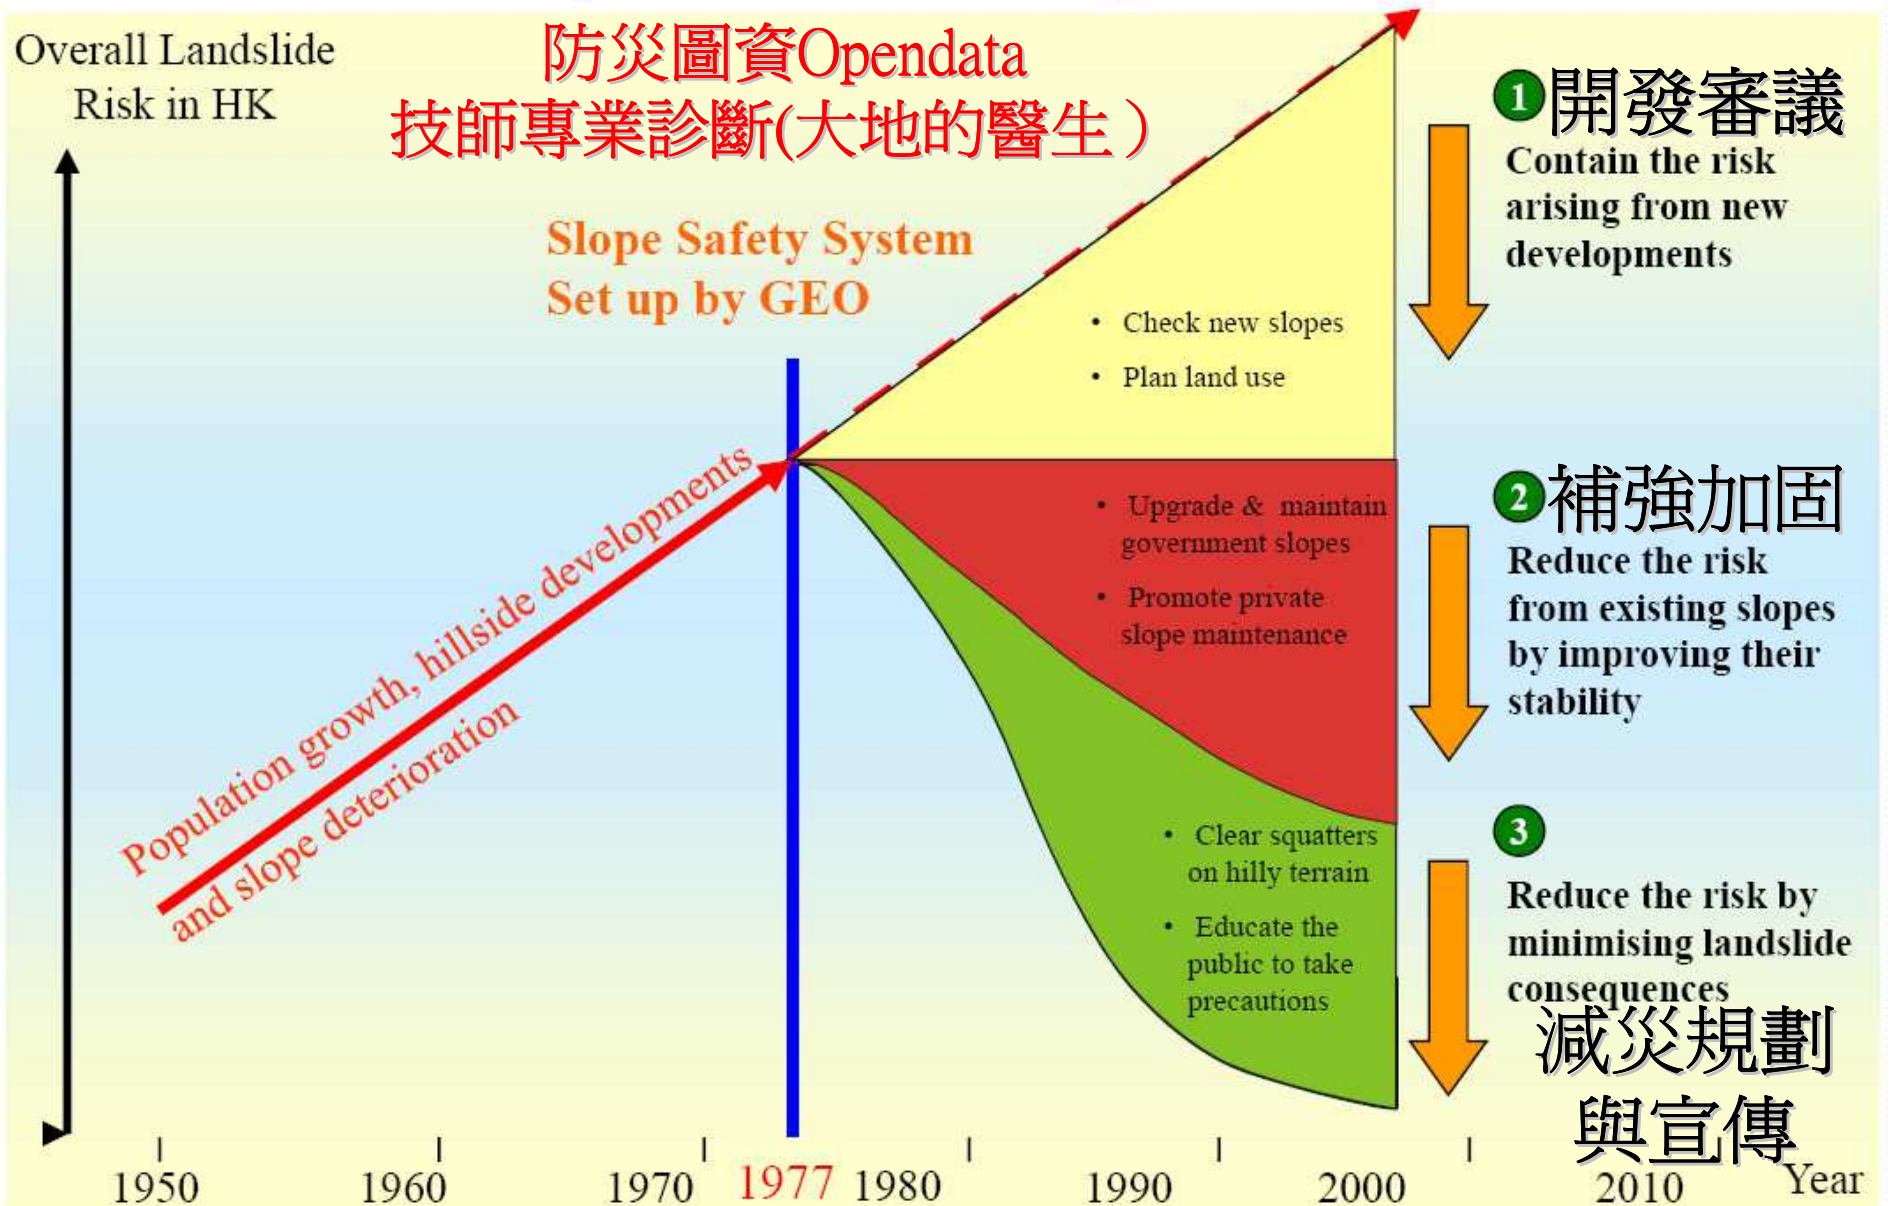 Overall Landslide
Risk in HK
防災圖資Opendata
技師專業診斷(大地的醫生）
Slope Safety System
Set up by GEO
Population growth, hillside developments
and slope deterioration
• Check new slopes
• Plan land use
• Upgrade & maintain
government slopes
• Promote private
slope maintenance
• Clear squatters
on hilly terrain
• Educate the
public to take
precautions
1 開發審議
Contain the risk
arising from new
developments
2 補強加固
Reduce the risk
from existing slopes
by improving their
stability
3
Reduce the risk by
minimising landslide
consequences
減災規劃
與宣傳
1950 1960 1970 1977 1980 1990 2000 2010 Year